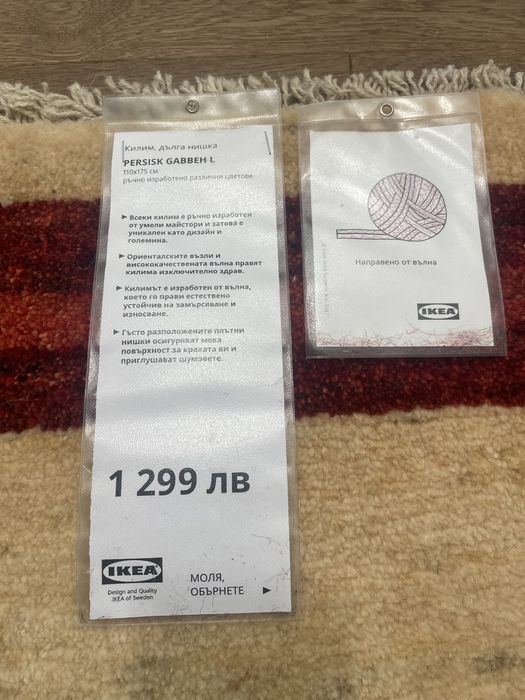 Килим, дълга нишка
PERSISK GABBEH L
110x175 см
ръчно изработено различни цветове
► Всеки килим е ръчно изработен
от умели майстори и затова е
уникален като дизайн и
големина.
► Ориенталските възли и
висококачествената вълна правят
килима изключително здрав.
► Килимът е изработен от вълна,
което го прави естествено
устойчив на замърсяване и
износване.
► Гъсто разположените плътни
нишки осигуряват мека
повърхност за краката ви и
приглушават шумовете.
1 299 лв
IKEA
Design and Quality
IKEA of Sweden
МОЛЯ,
ОБЪРНЕТЕ ►
Направено от вълна
IKEA